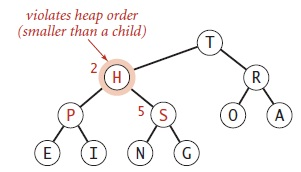 violates heap order
(smaller than a child)
T
2 H R
P 5 S O A
E I N G